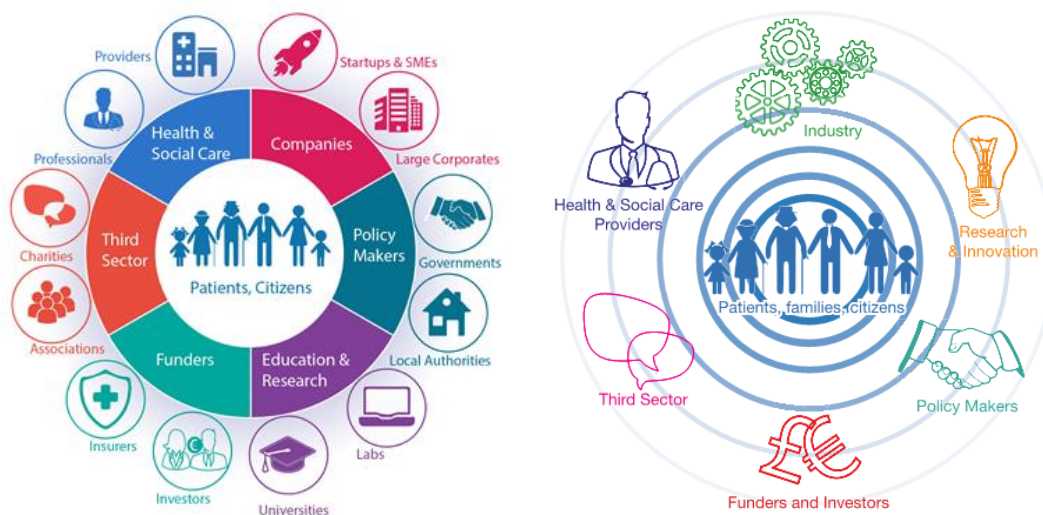 Providers
Startups & SMEs
Professionals
Health &
Social Care
Companies
Large Corporates
Charities
Third
Sector
Policy
Makers
Governments
Patients, Citizens
Associations
Funders
Education &
Research
Local Authorities
Insurers
Investors
Universities
Labs
Industry
Health & Social Care
Providers
Research
& Innovation
Patients, families, citizens
Third Sector
Policy Makers
£€
Funders and Investors